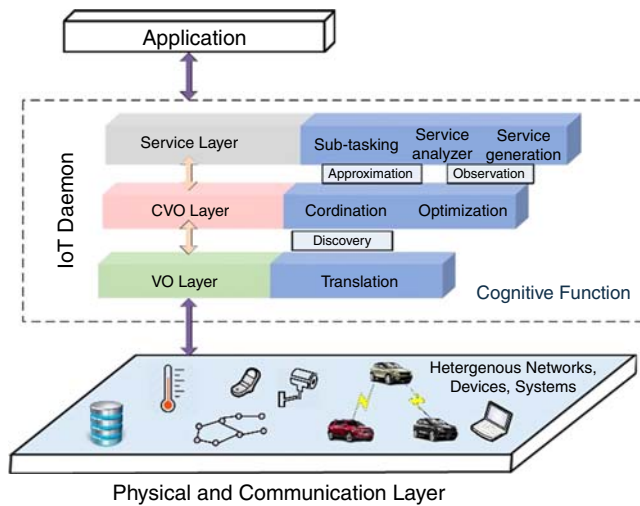 Application
IoT Daemon
Service Layer
Sub-tasking
Service
analyzer
Service
generation
Approximation
Observation
CVO Layer
Cordination
Optimization
Discovery
VO Layer
Translation
Cognitive Function
Hetergenous Networks,
Devices, Systems
Physical and Communication Layer